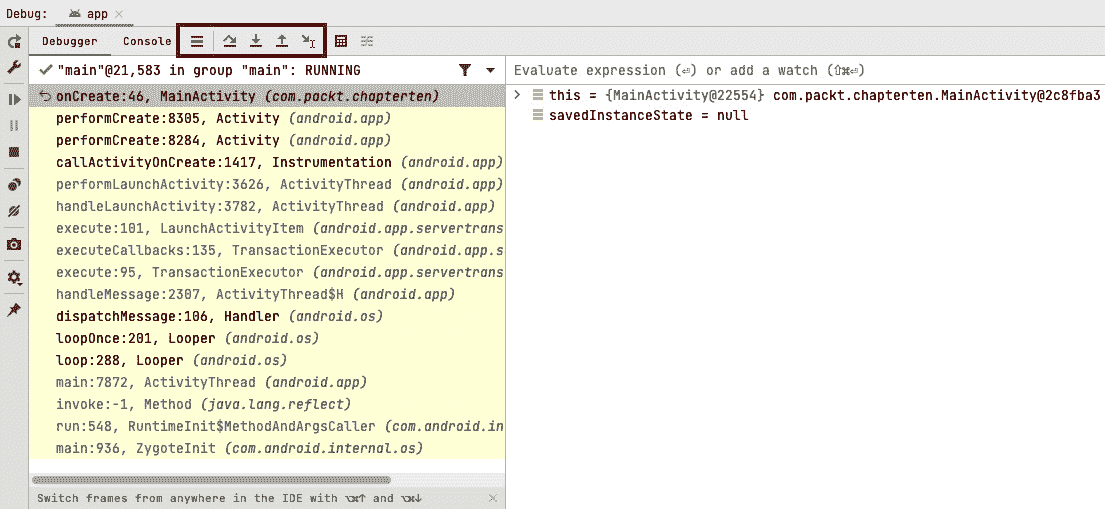 Debug: app
Debugger Console
"main"@21,583 in group "main": RUNNING
Evaluate expression (⏎) or add a watch (⇧⌘⏎)
onCreate:46, MainActivity (com.packt.chapterten)
performCreate:8305, Activity (android.app)
performCreate:8284, Activity (android.app)
callActivityOnCreate:1417, Instrumentation (android.app)
performLaunchActivity:3626, ActivityThread (android.app)
handleLaunchActivity:3782, ActivityThread (android.app)
execute:101, LaunchActivityItem (android.app.servertrans
executeCallbacks:135, TransactionExecutor (android.app.s
execute:95, TransactionExecutor (android.app.servertrans
handleMessage:2307, ActivityThread$H (android.app)
dispatchMessage:106, Handler (android.os)
loopOnce:201, Looper (android.os)
loop:288, Looper (android.os)
main:7872, ActivityThread (android.app)
invoke:-1, Method (java.lang.reflect)
run:548, RuntimeInit$MethodAndArgsCaller (com.android.in
main:936, ZygoteInit (com.android.internal.os)
this = {MainActivity@22554} com.packt.chapterten.MainActivity@2c8fba3
savedInstanceState = null
Switch frames from anywhere in the IDE with ⌥⌘↑ and ⌥⌘↓